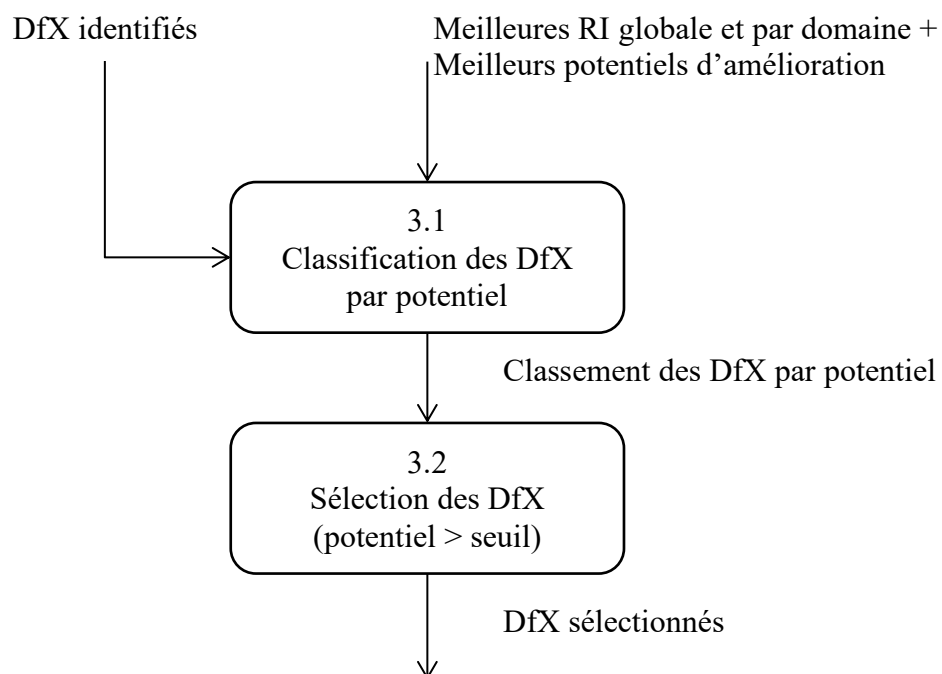 DfX identifiés
Meilleures RI globale et par domaine +
Meilleurs potentiels d’amélioration
3.1
Classification des DfX
par potentiel
Classement des DfX par potentiel
3.2
Sélection des DfX
(potentiel > seuil)
DfX sélectionnés